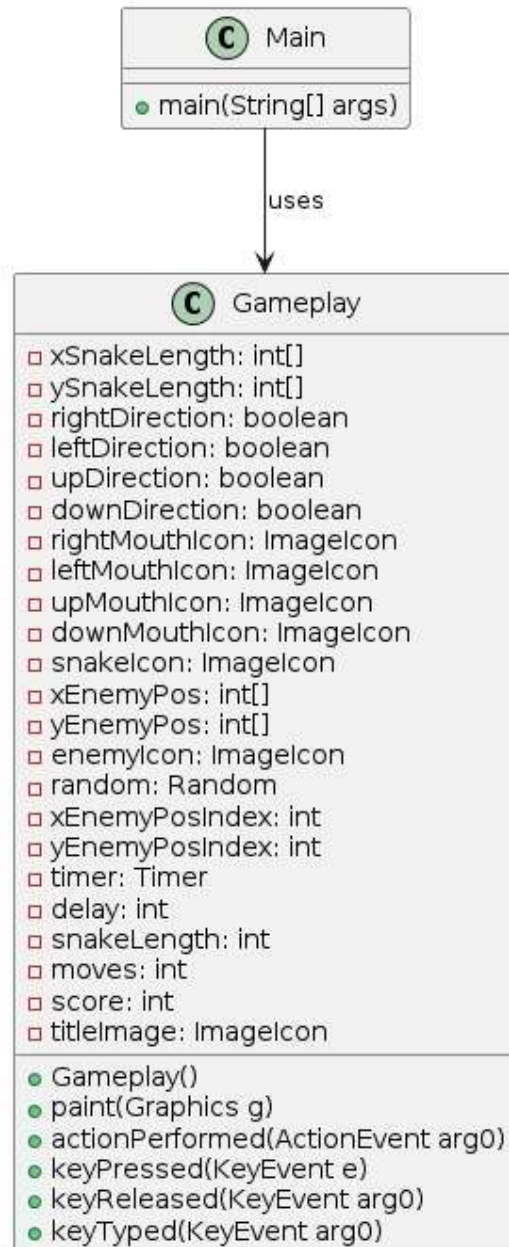 C Main
main(String[] args)
uses
C Gameplay
xSnakeLength: int[]
ySnakeLength: int[]
rightDirection: boolean
leftDirection: boolean
upDirection: boolean
downDirection: boolean
rightMouthIcon: ImageIcon
leftMouthIcon: ImageIcon
upMouthIcon: ImageIcon
downMouthIcon: ImageIcon
snakeIcon: ImageIcon
xEnemyPos: int[]
yEnemyPos: int[]
enemyIcon: ImageIcon
random: Random
xEnemyPosIndex: int
yEnemyPosIndex: int
timer: Timer
delay: int
snakeLength: int
moves: int
score: int
titleImage: ImageIcon
Gameplay()
paint(Graphics g)
actionPerformed(ActionEvent arg0)
keyPressed(KeyEvent e)
keyReleased(KeyEvent arg0)
keyTyped(KeyEvent arg0)